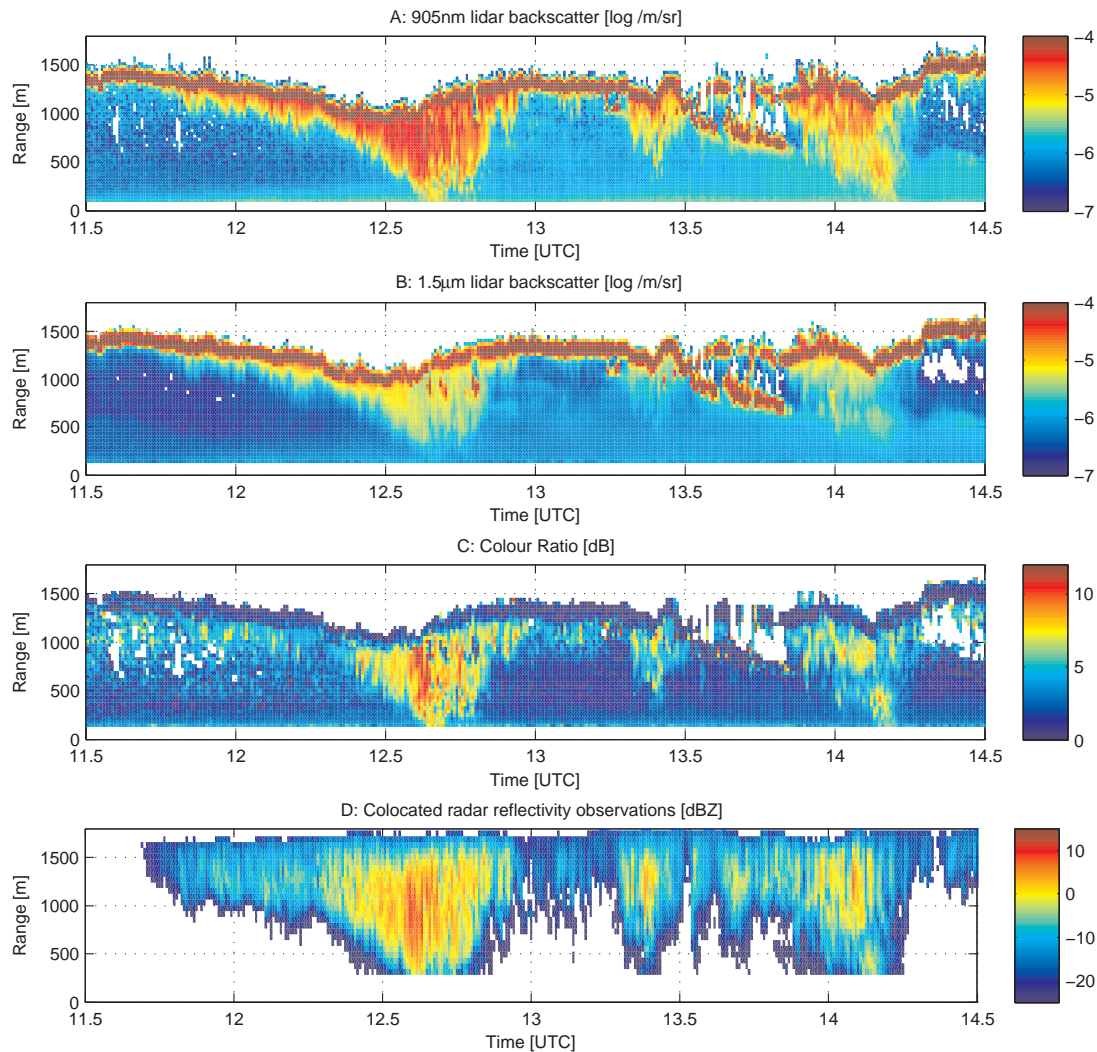 A: 905nm lidar backscatter [log /m/sr]
Range [m]
1500
1000
500
0
11.5 12 12.5 13 13.5 14 14.5
Time [UTC]
−4
−5
−6
−7
B: 1.5μm lidar backscatter [log /m/sr]
Range [m]
1500
1000
500
0
11.5 12 12.5 13 13.5 14 14.5
Time [UTC]
−4
−5
−6
−7
C: Colour Ratio [dB]
Range [m]
1500
1000
500
0
11.5 12 12.5 13 13.5 14 14.5
Time [UTC]
10
5
0
D: Colocated radar reflectivity observations [dBZ]
Range [m]
1500
1000
500
0
11.5 12 12.5 13 13.5 14 14.5
Time [UTC]
10
0
−10
−20